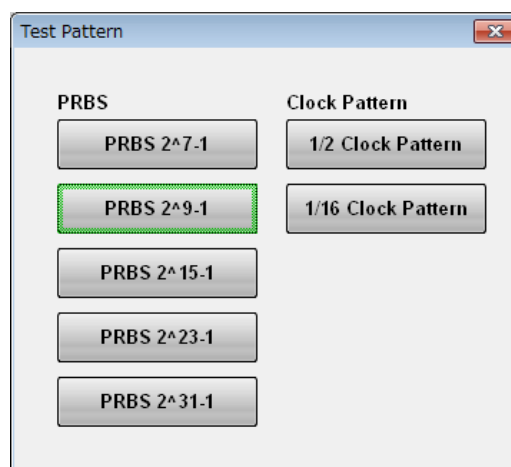 Test Pattern
PRBS
PRBS 2^7-1
PRBS 2^9-1
PRBS 2^15-1
PRBS 2^23-1
PRBS 2^31-1
Clock Pattern
1/2 Clock Pattern
1/16 Clock Pattern